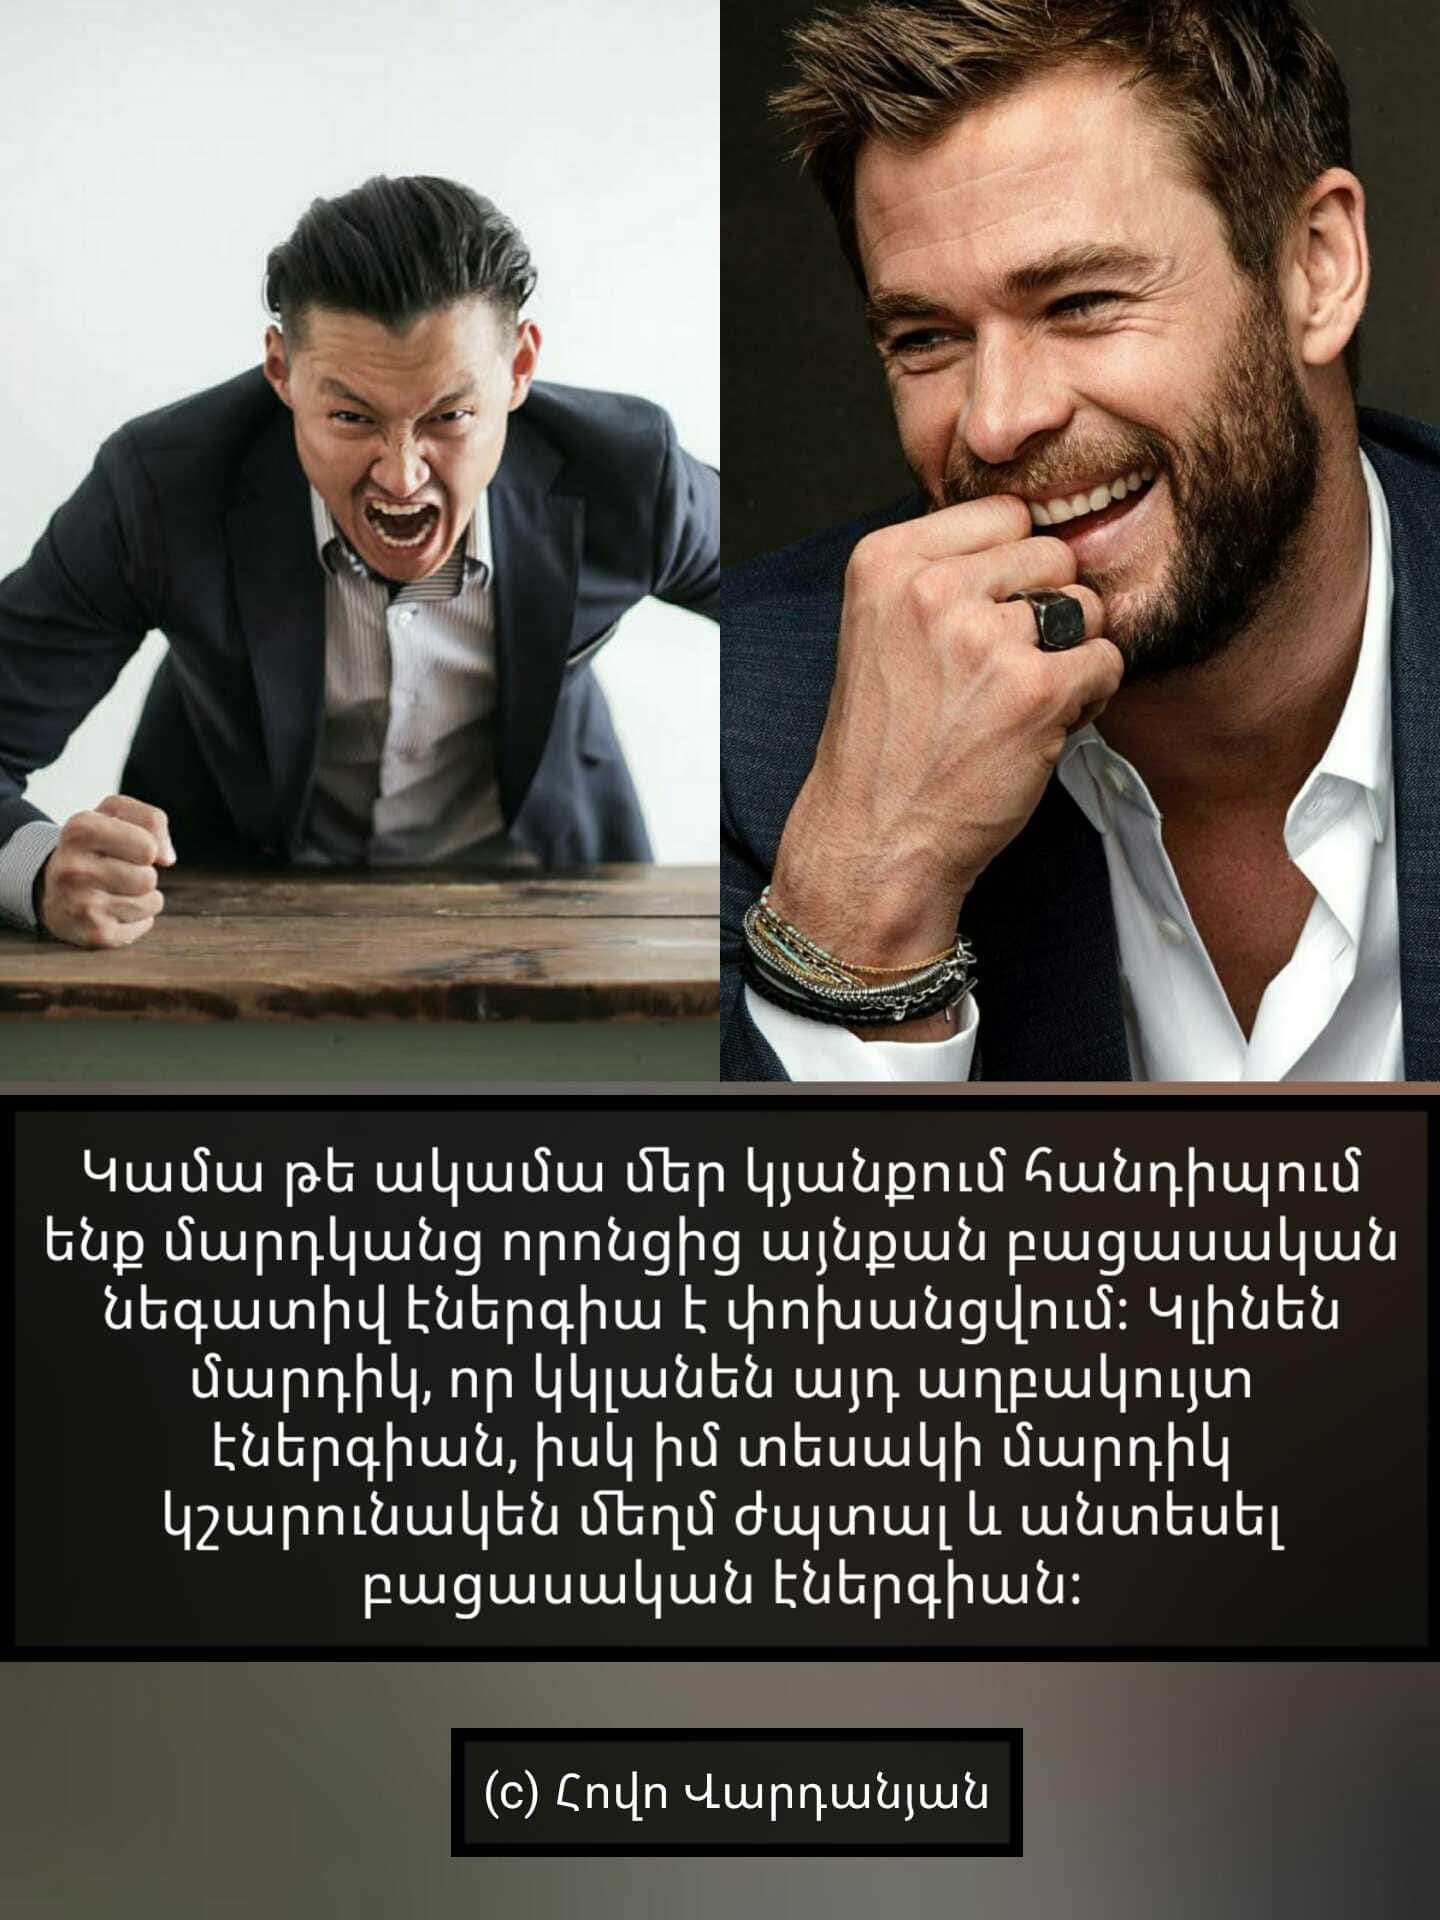 Կամա թե ակամա մեր կյանքում հանդիպում
ենք մարդկանց որոնցից այնքան բացասական
նեգատիվ էներգիա է փոխանցվում: Կլինեն
մարդիկ, որ կկլանեն այդ աղբակույտ
էներգիան, իսկ իմ տեսակի մարդիկ
կշարունակեն մեղմ ժպտալ և անտեսել
բացասական էներգիան:
(c) Հովո Վարդանյան